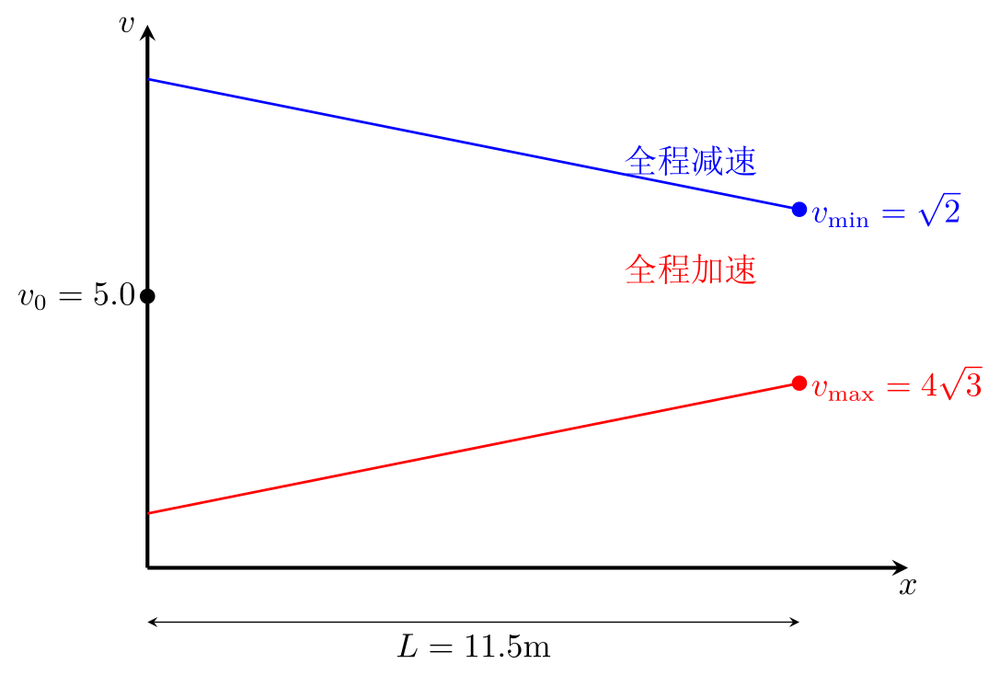 v
全程减速
v_min = √2
全程加速
v_0 = 5.0
v_max = 4√3
x
L = 11.5m